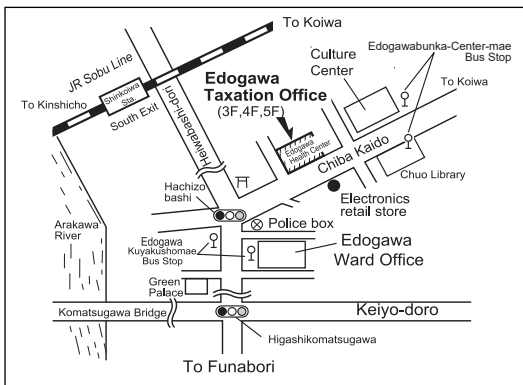 To Koiwa
JR Sobu Line
Shinkoiwa
Sta.
To Kinshicho
South Exit
Heiwabashi-dori
Edogawa
Taxation Office
(3F,4F,5F)
Culture
Center
Edogawabunka-Center-mae
Bus Stop
To Koiwa
Edogawa
Health Center
Chiba Kaido
Chuo Library
Electronics
retail store
Hachizo
bashi
Police box
Arakawa
River
Edogawa
Kuyakushomae
Bus Stop
Edogawa
Ward Office
Green
Palace
Komatsugawa Bridge
Keiyo-doro
Higashikomatsugawa
To Funabori